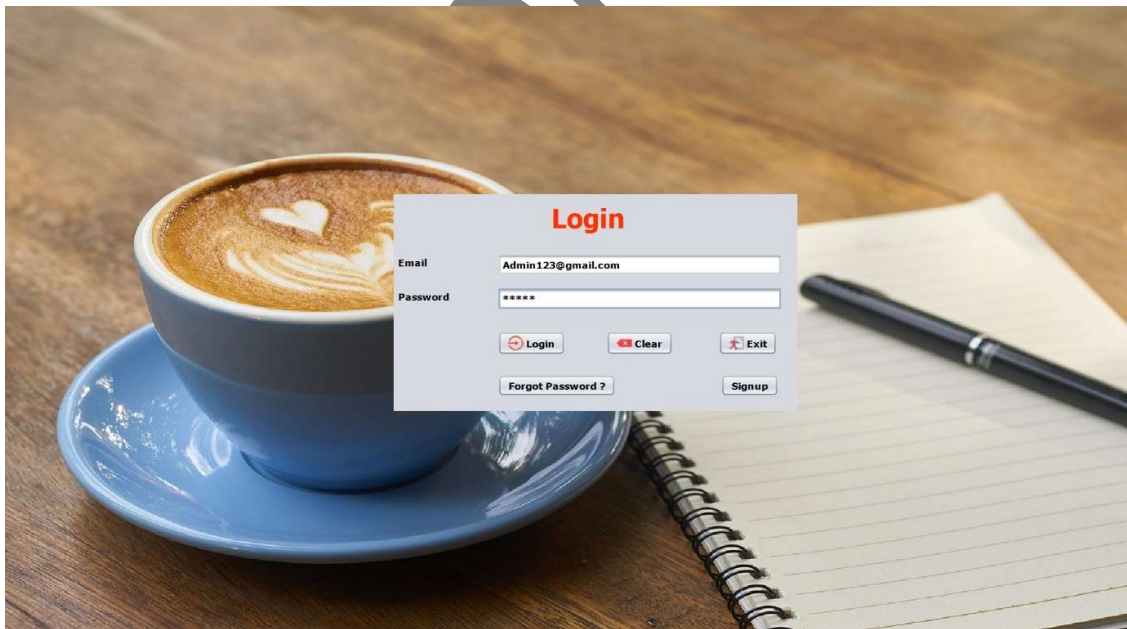 Login
Email Admin123@gmail.com
Password *****
Login Clear Exit
Forgot Password ? Signup